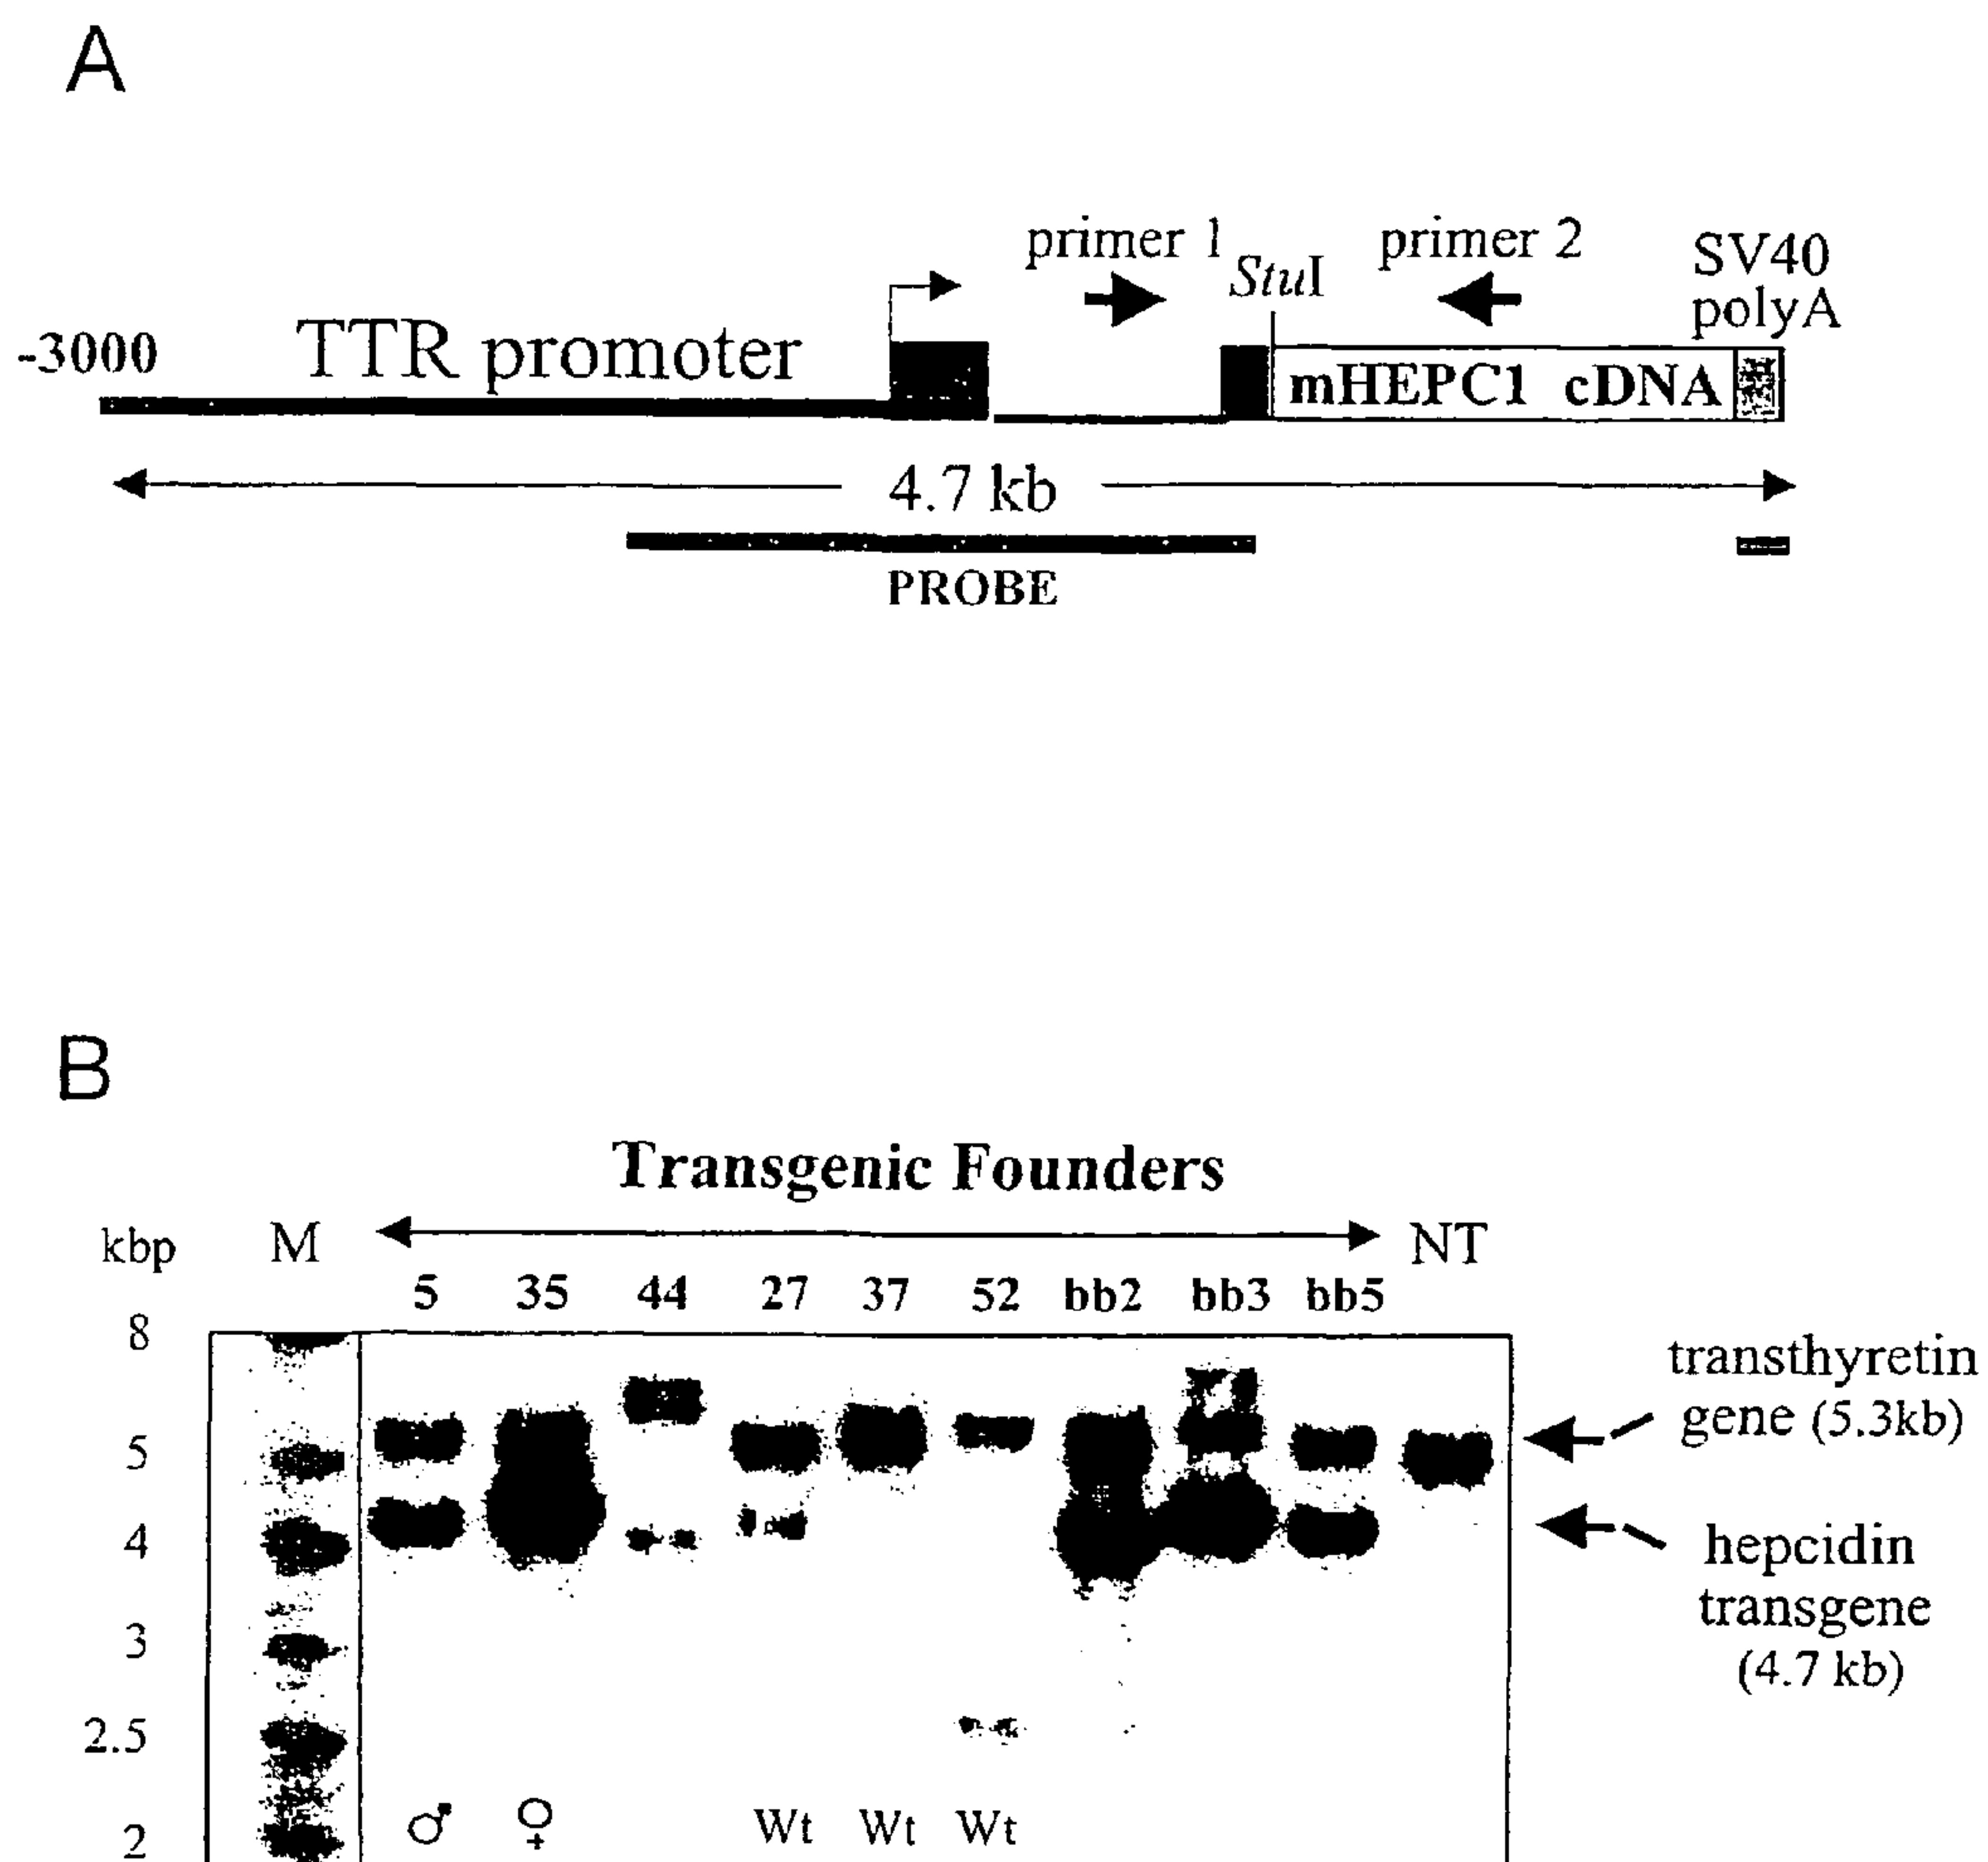 A
primer 1
StuI
primer 2
SV40
polyA
-3000
TTR promoter
mHEPC1 cDNA
4.7 kb
PROBE
B
Transgenic Founders
kbp
M
NT
5 35 44 27 37 52 bb2 bb3 bb5
8
transthyretin
gene (5.3kb)
5
4
hepcidin
transgene
(4.7 kb)
3
2.5
2
♂ ♀ Wt Wt Wt